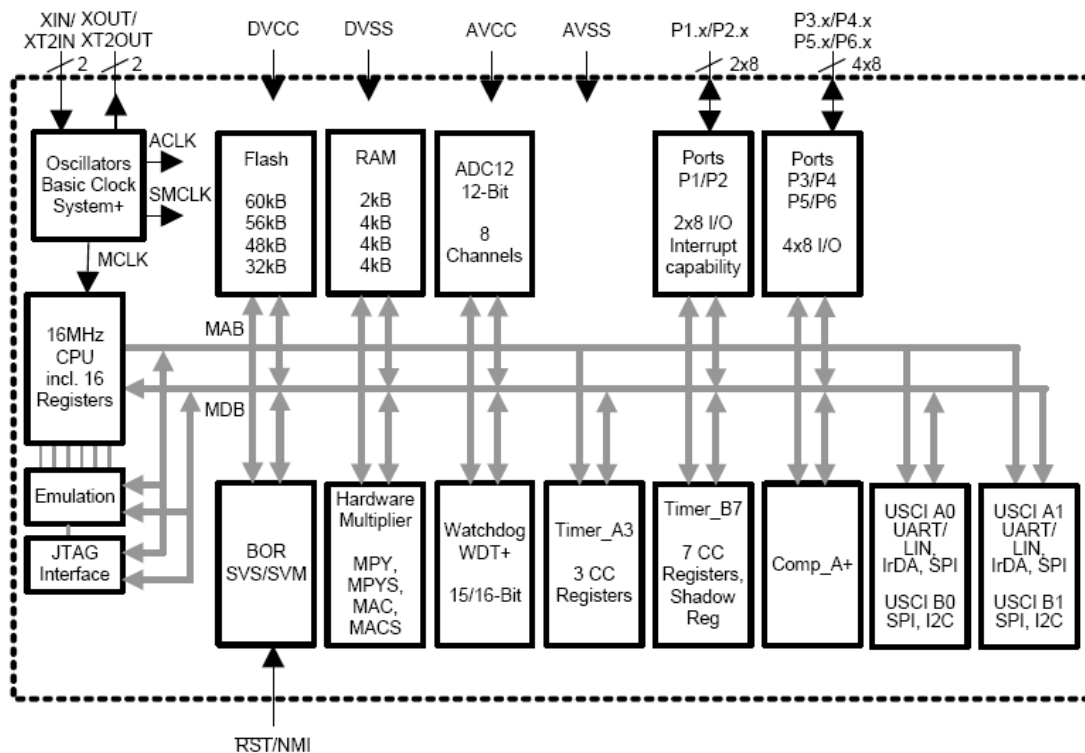 XIN/ XOUT/
XT2IN XT2OUT
2
2
DVCC
DVSS
AVCC
AVSS
P1.x/P2.x
2x8
P3.x/P4.x
P5.x/P6.x
4x8
Oscillators
Basic Clock
System+
ACLK
SMCLK
MCLK
Flash
60kB
56kB
48kB
32kB
RAM
2kB
4kB
4kB
4kB
ADC12
12-Bit
8
Channels
Ports
P1/P2
2x8 I/O
Interrupt
capability
Ports
P3/P4
P5/P6
4x8 I/O
16MHz
CPU
incl. 16
Registers
MAB
MDB
Emulation
JTAG
Interface
BOR
SVS/SVM
Hardware
Multiplier
MPY,
MPYS,
MAC,
MACS
Watchdog
WDT+
15/16-Bit
Timer_A3
3 CC
Registers
Timer_B7
7 CC
Registers,
Shadow
Reg
Comp_A+
USCI A0
UART/
LIN,
IrDA, SPI
USCI B0
SPI, I2C
USCI A1
UART/
LIN,
IrDA, SPI
USCI B1
SPI, I2C
RST/NMI